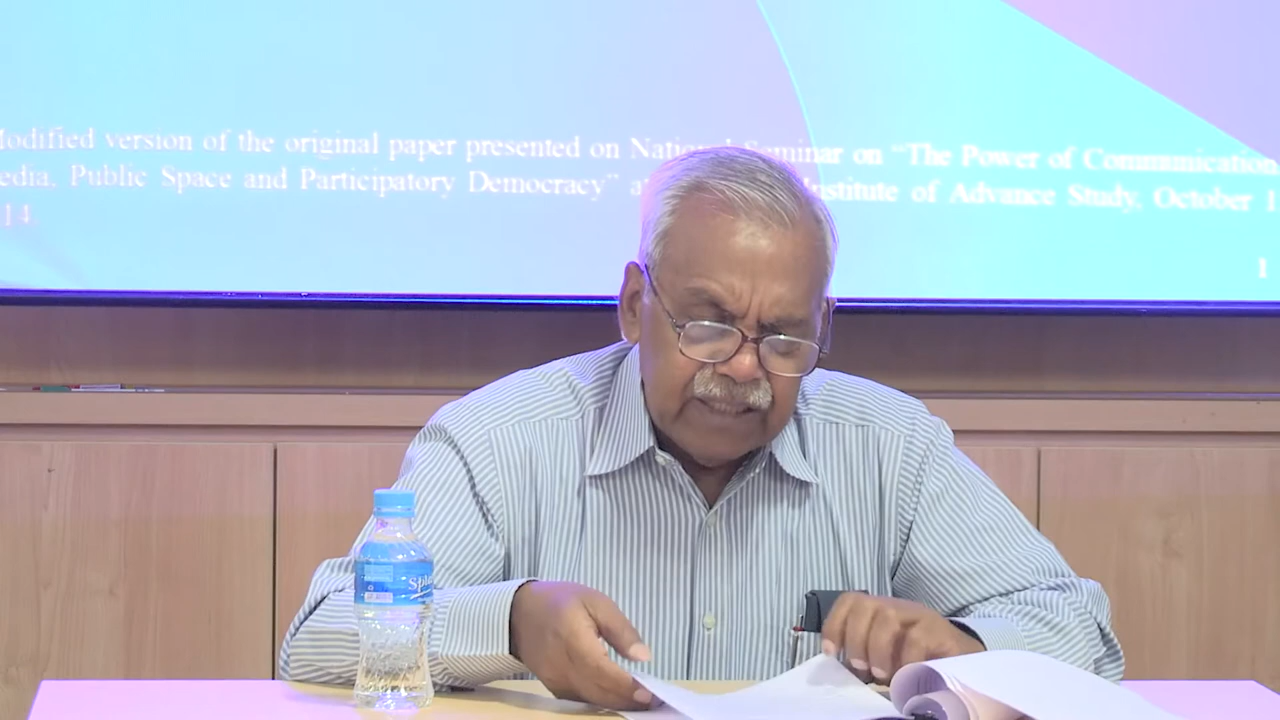 Modified version of the original paper presented on National Seminar on “The Power of Communication
edia, Public Space and Participatory Democracy” a Institute of Advance Study, October 1
14
1
Spl